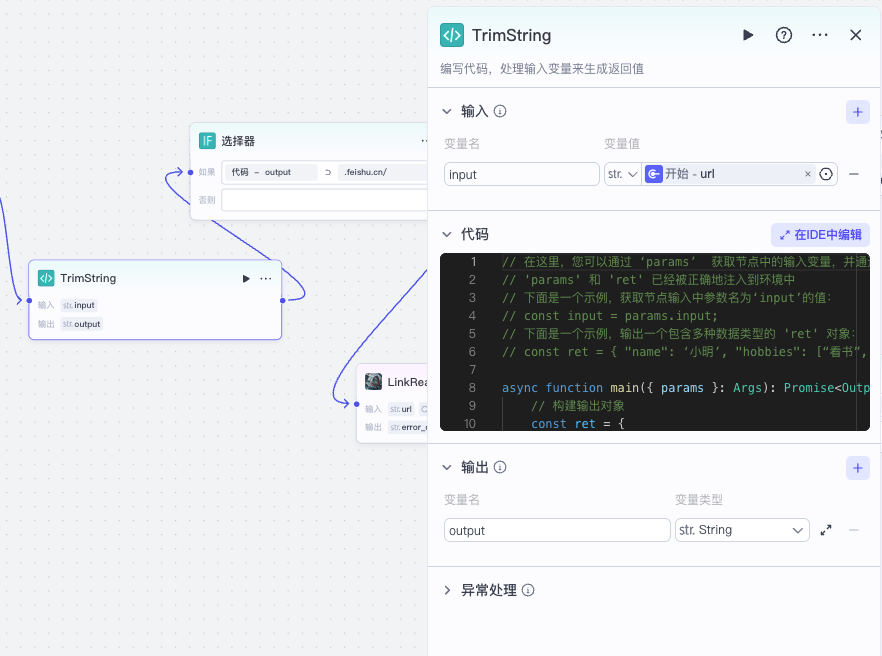 TrimString
编写代码，处理输入变量来生成返回值
输入
变量名 变量值
input str. 开始 - url
代码 在IDE中编辑
1 // 在这里，您可以通过 ‘params’ 获取节点中的输入变量，并通
2 // 'params' 和 'ret' 已经被正确地注入到环境中
3 // 下面是一个示例，获取节点输入中参数名为‘input’的值：
4 // const input = params.input;
5 // 下面是一个示例，输出一个包含多种数据类型的 'ret' 对象：
6 // const ret = { "name": ‘小明’, "hobbies": [“看书”,
7
8 async function main({ params }: Args): Promise<Outp
9 // 构建输出对象
10 const ret = {
输出
变量名 变量类型
output str. String
异常处理
IF 选择器
如果 代码 - output ⊃ .feishu.cn/
否则
TrimString
输入 str. input
输出 str. output
LinkRea
输入 str. url
输出 str. error_c